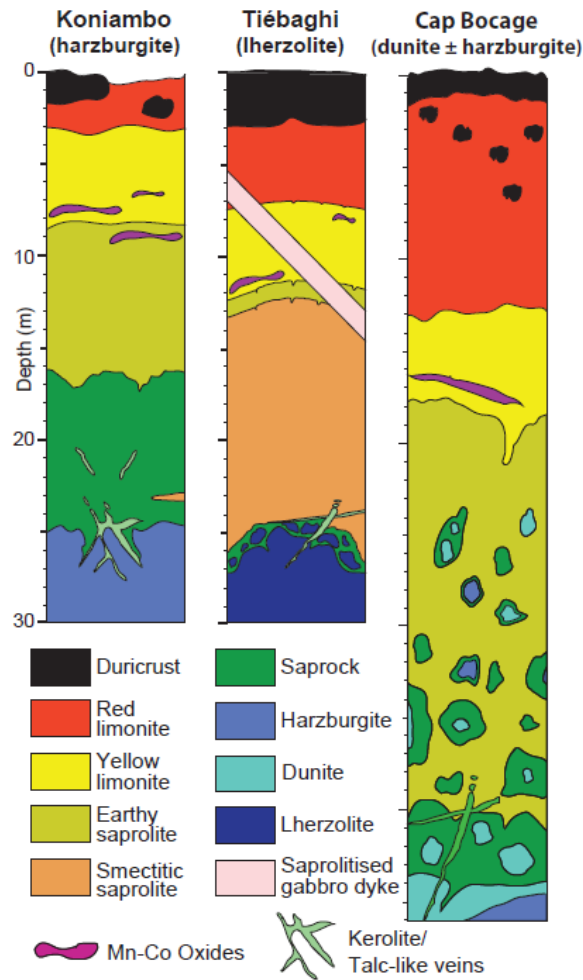 Koniambo
(harzburgite)
Tiébaghi
(lherzolite)
Cap Bocage
(dunite ± harzburgite)
0
10
20
30
Depth (m)
Duricrust
Red
limonite
Yellow
limonite
Earthy
saprolite
Smectitic
saprolite
Saprock
Harzburgite
Dunite
Lherzolite
Saprolitised
gabbro dyke
Mn-Co Oxides
Kerolite/
Talc-like veins